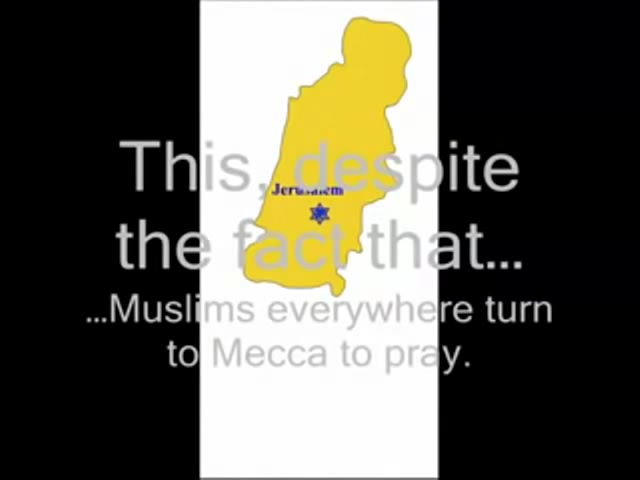 This, despite
Jerusalem
the fact that...
...Muslims everywhere turn
to Mecca to pray.